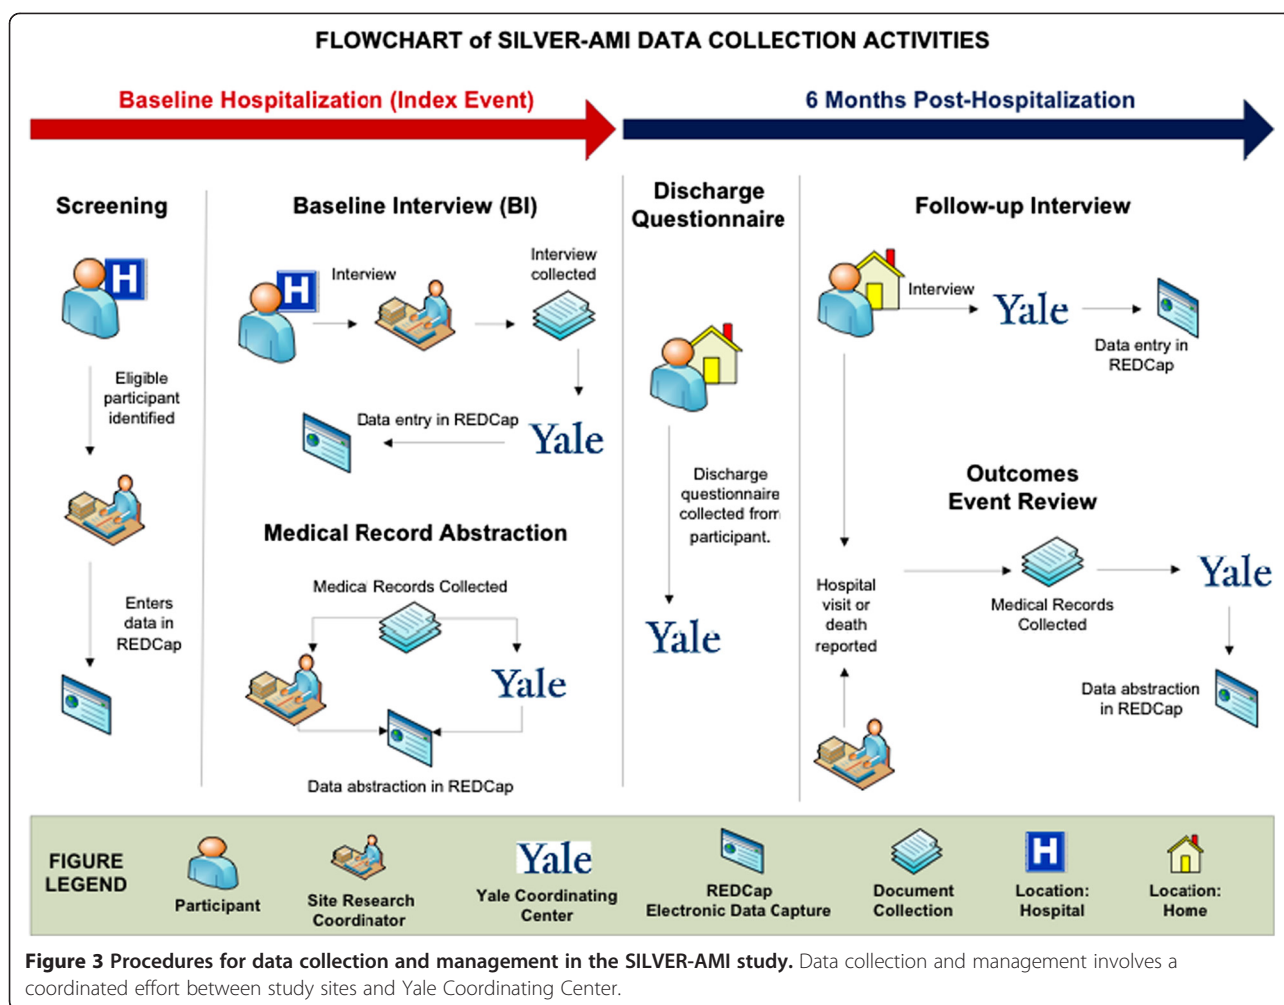 FLOWCHART of SILVER-AMI DATA COLLECTION ACTIVITIES
Baseline Hospitalization (Index Event)
6 Months Post-Hospitalization
Screening
H
Eligible
participant
identified
Enters
data in
REDCap
Baseline Interview (BI)
H
Interview
Interview
collected
Data entry in REDCap
Yale
Medical Record Abstraction
Medical Records Collected
Yale
Data abstraction in REDCap
Discharge
Questionnaire
Discharge
questionnaire
collected from
participant.
Yale
Follow-up Interview
Interview
Yale
Data entry in
REDCap
Outcomes
Event Review
Hospital
visit or
death
reported
Medical Records
Collected
Yale
Data abstraction
in REDCap
FIGURE
LEGEND
Participant
Site Research
Coordinator
Yale
Yale Coordinating
Center
REDCap
Electronic Data Capture
Document
Collection
H
Location:
Hospital
Location:
Home
Figure 3 Procedures for data collection and management in the SILVER-AMI study. Data collection and management involves a
coordinated effort between study sites and Yale Coordinating Center.